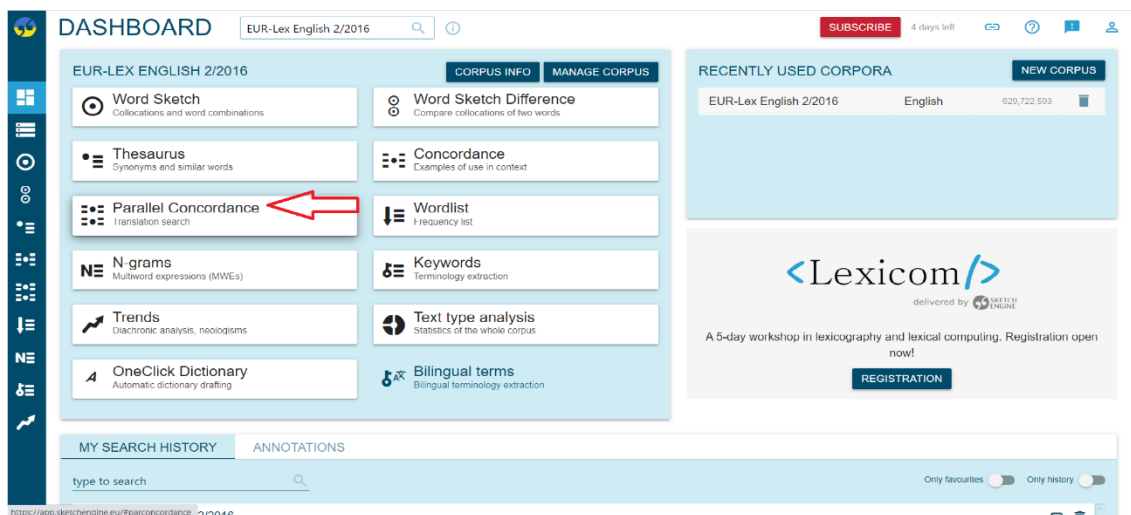 DASHBOARD
EUR-Lex English 2/2016
SUBSCRIBE
4 days left
EUR-LEX ENGLISH 2/2016
CORPUS INFO
MANAGE CORPUS
Word Sketch
Collocations and word combinations
Word Sketch Difference
Compare collocations of two words
Thesaurus
Synonyms and similar words
Concordance
Examples of use in context
Parallel Concordance
Translation search
Wordlist
Frequency list
N-grams
Multiword expressions (MWEs)
Keywords
Terminology extraction
Trends
Diachronic analysis, neologisms
Text type analysis
Statistics of the whole corpus
OneClick Dictionary
Automatic dictionary drafting
Bilingual terms
Bilingual terminology extraction
RECENTLY USED CORPORA
NEW CORPUS
EUR-Lex English 2/2016 English 629,722,593
<Lexicom/>
delivered by SKETCH ENGINE
A 5-day workshop in lexicography and lexical computing. Registration open
now!
REGISTRATION
MY SEARCH HISTORY
ANNOTATIONS
type to search
Only favourites
Only history
https://app.sketchengine.eu/#parconcordance
2/2016